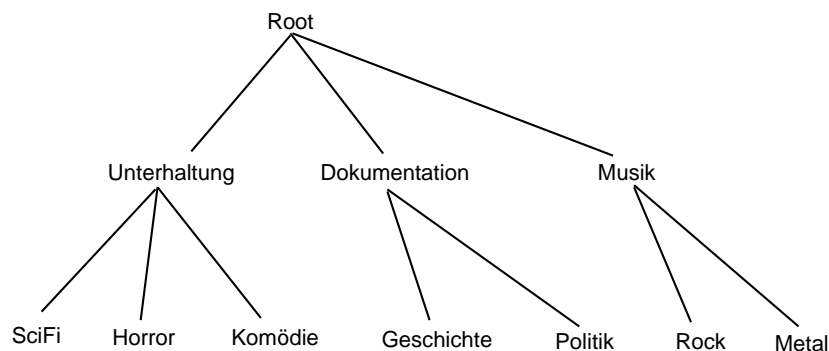 Root
Unterhaltung Dokumentation Musik
SciFi Horror Komödie Geschichte Politik Rock Metal